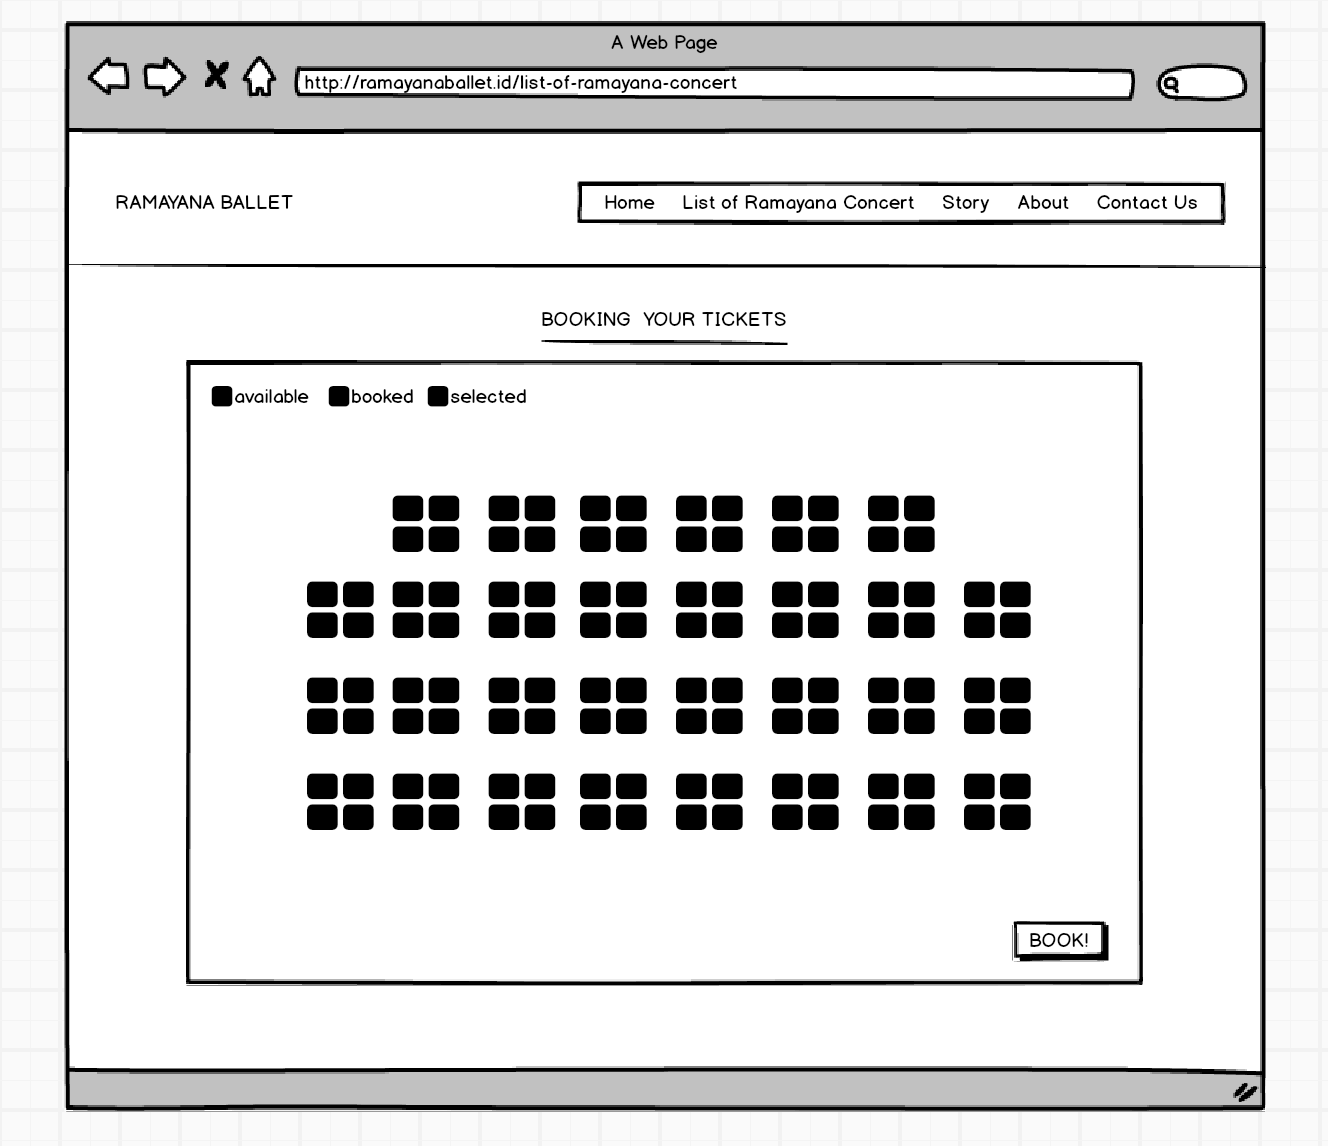 A Web Page
http://ramayanaballet.id/list-of-ramayana-concert
RAMAYANA BALLET
Home List of Ramayana Concert Story About Contact Us
BOOKING YOUR TICKETS
available booked selected
BOOK!